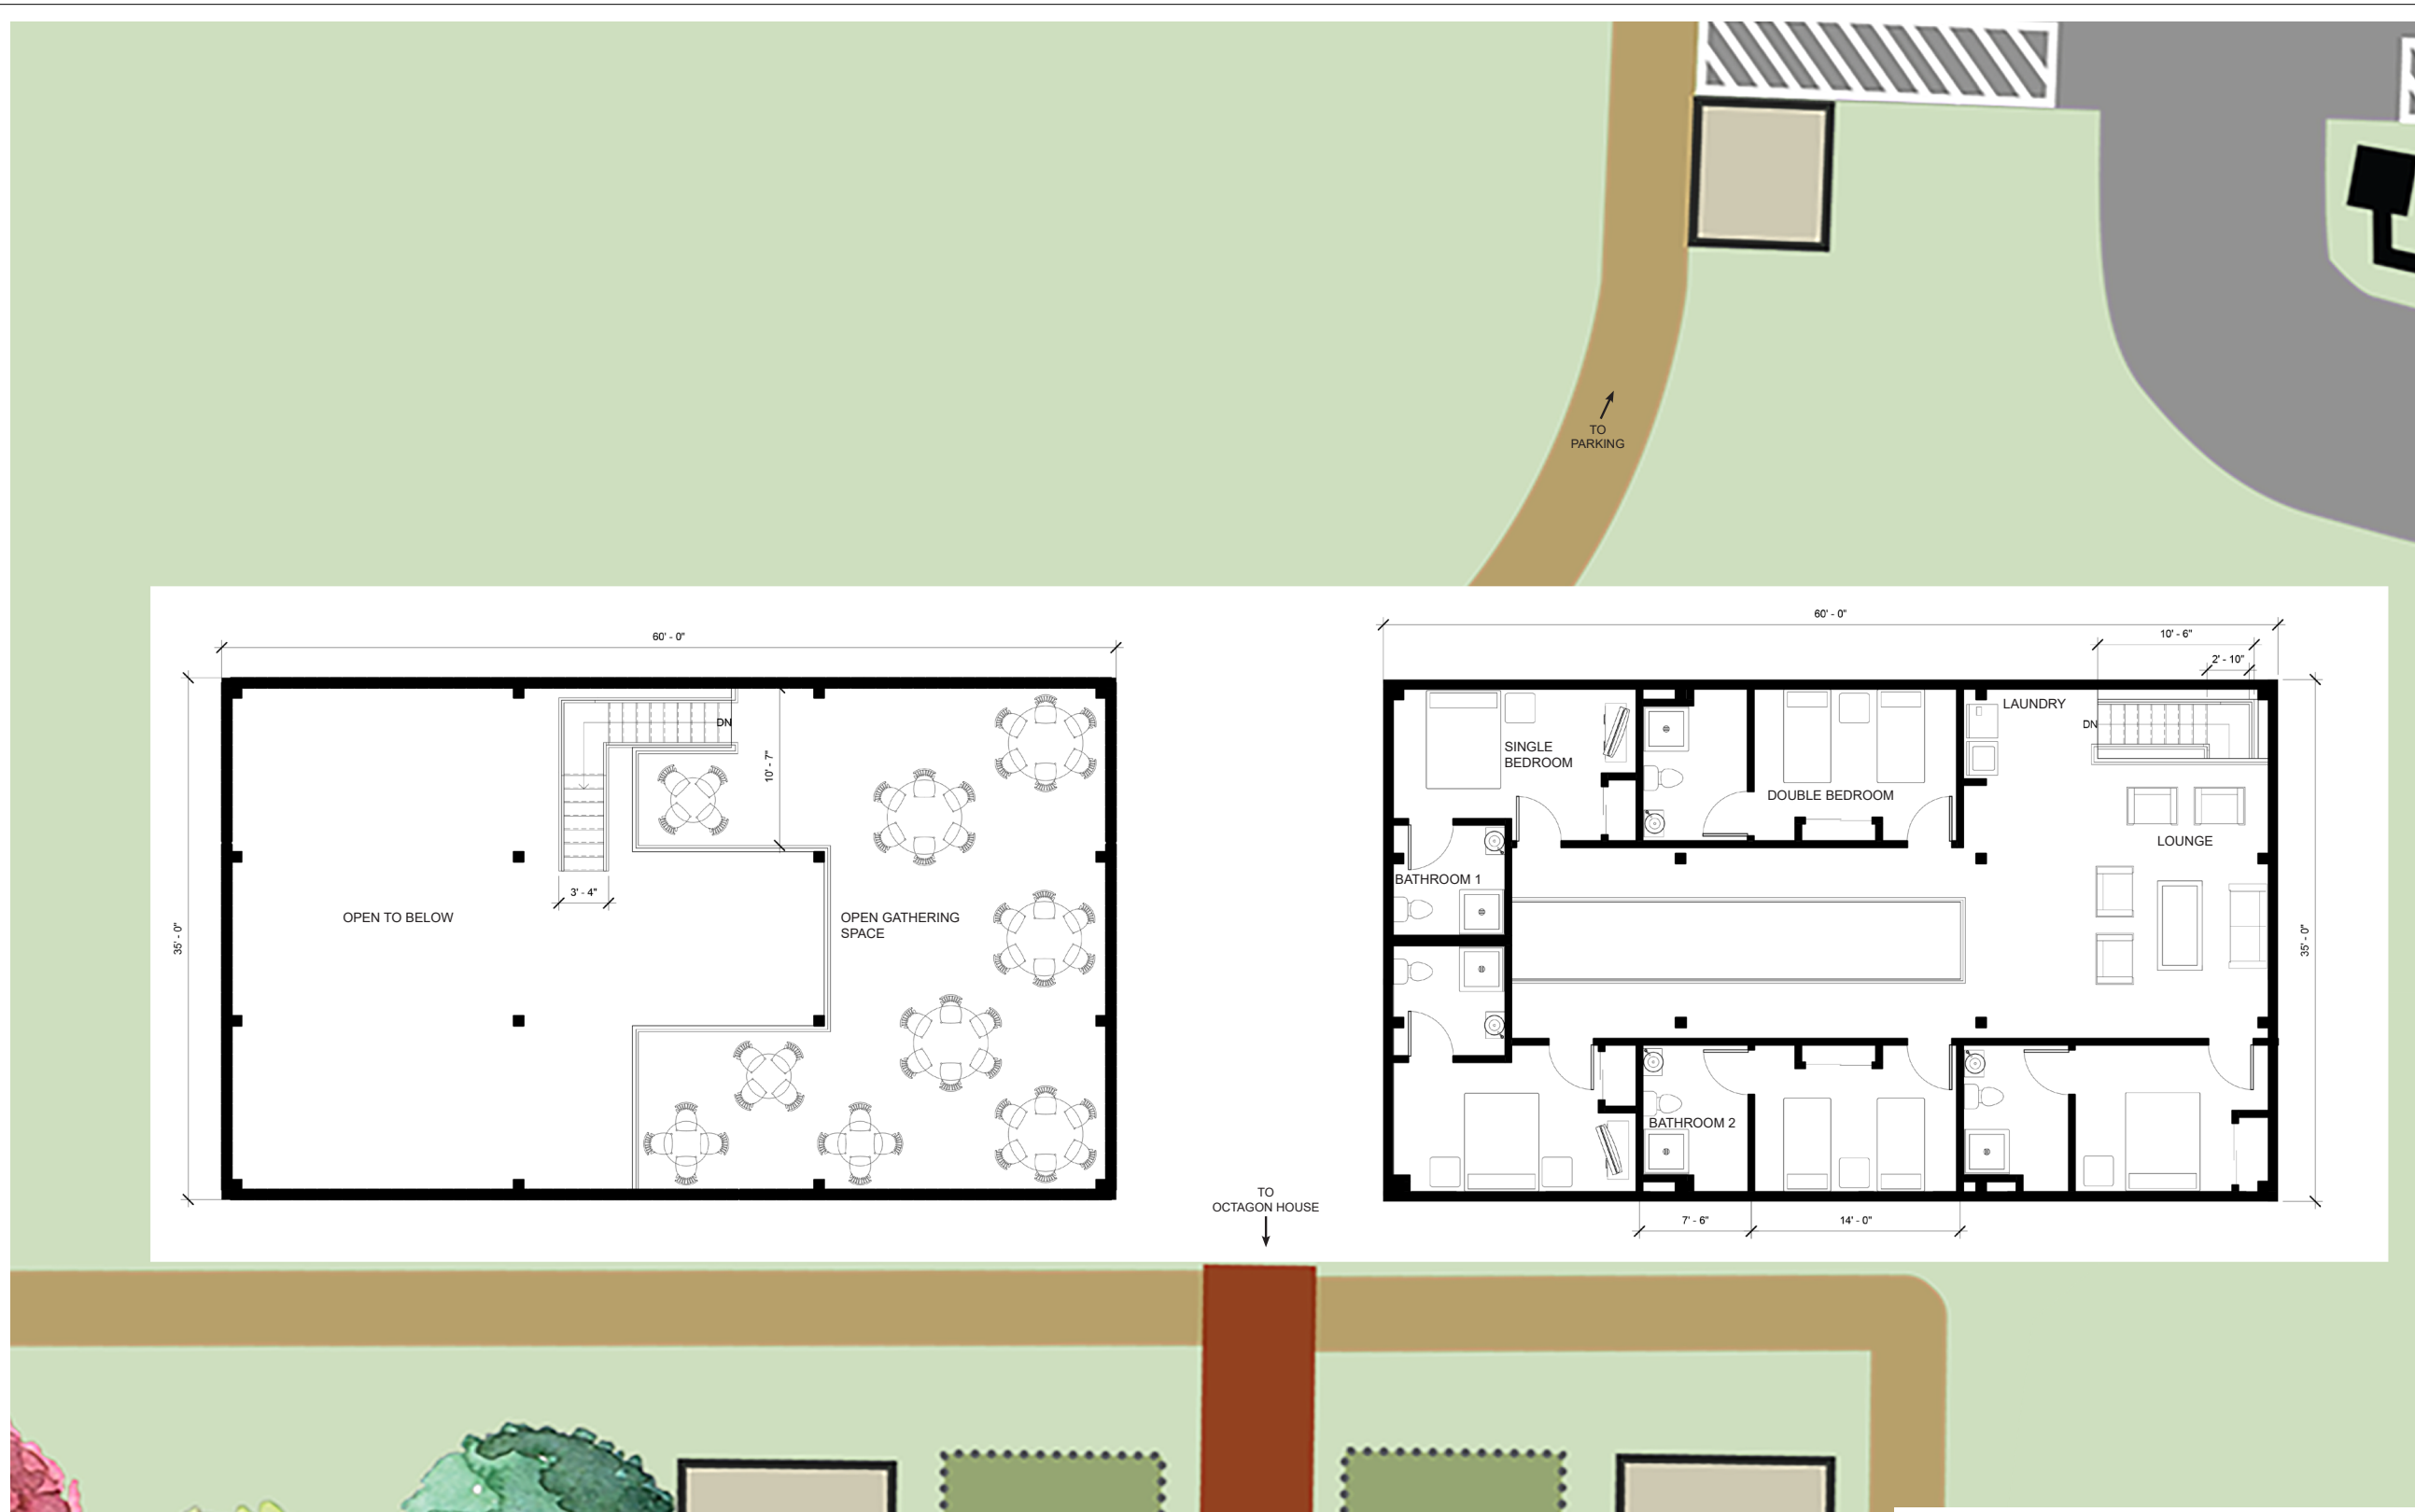 TO
PARKING
60' - 0"
DN
10' - 7"
3' - 4"
35' - 0"
OPEN TO BELOW
OPEN GATHERING
SPACE
60' - 0"
10' - 6"
2' - 10"
LAUNDRY
DN
SINGLE
BEDROOM
DOUBLE BEDROOM
LOUNGE
BATHROOM 1
35' - 0"
BATHROOM 2
7' - 6"
14' - 0"
TO
OCTAGON HOUSE